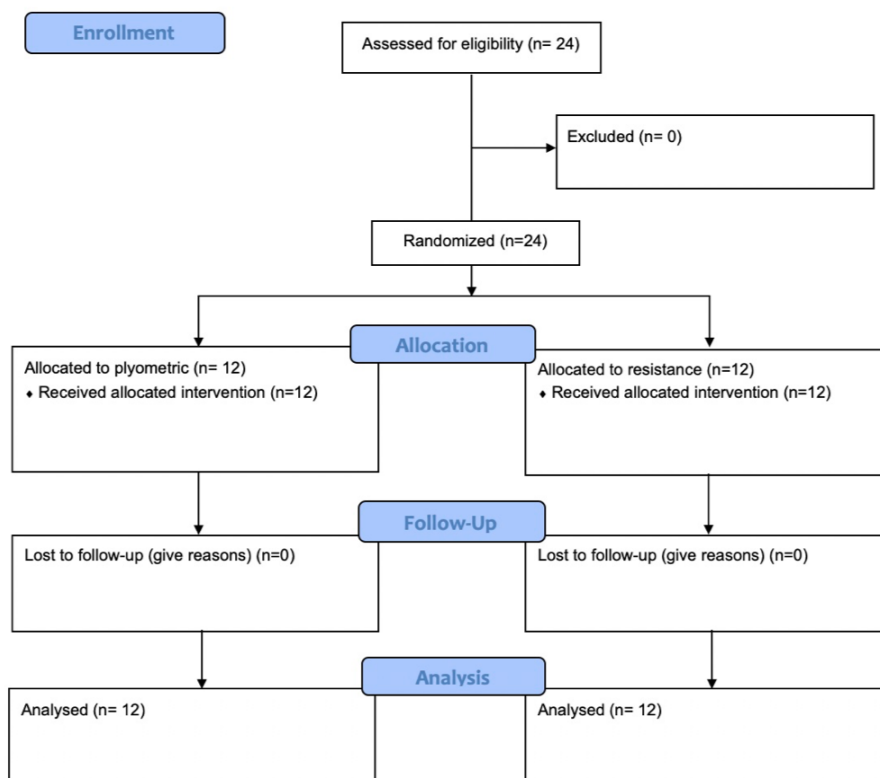 Enrollment
Assessed for eligibility (n= 24)
Excluded (n= 0)
Randomized (n=24)
Allocation
Allocated to plyometric (n= 12)
♦ Received allocated intervention (n=12)
Allocated to resistance (n=12)
♦ Received allocated intervention (n=12)
Follow-Up
Lost to follow-up (give reasons) (n=0)
Lost to follow-up (give reasons) (n=0)
Analysis
Analysed (n= 12)
Analysed (n= 12)